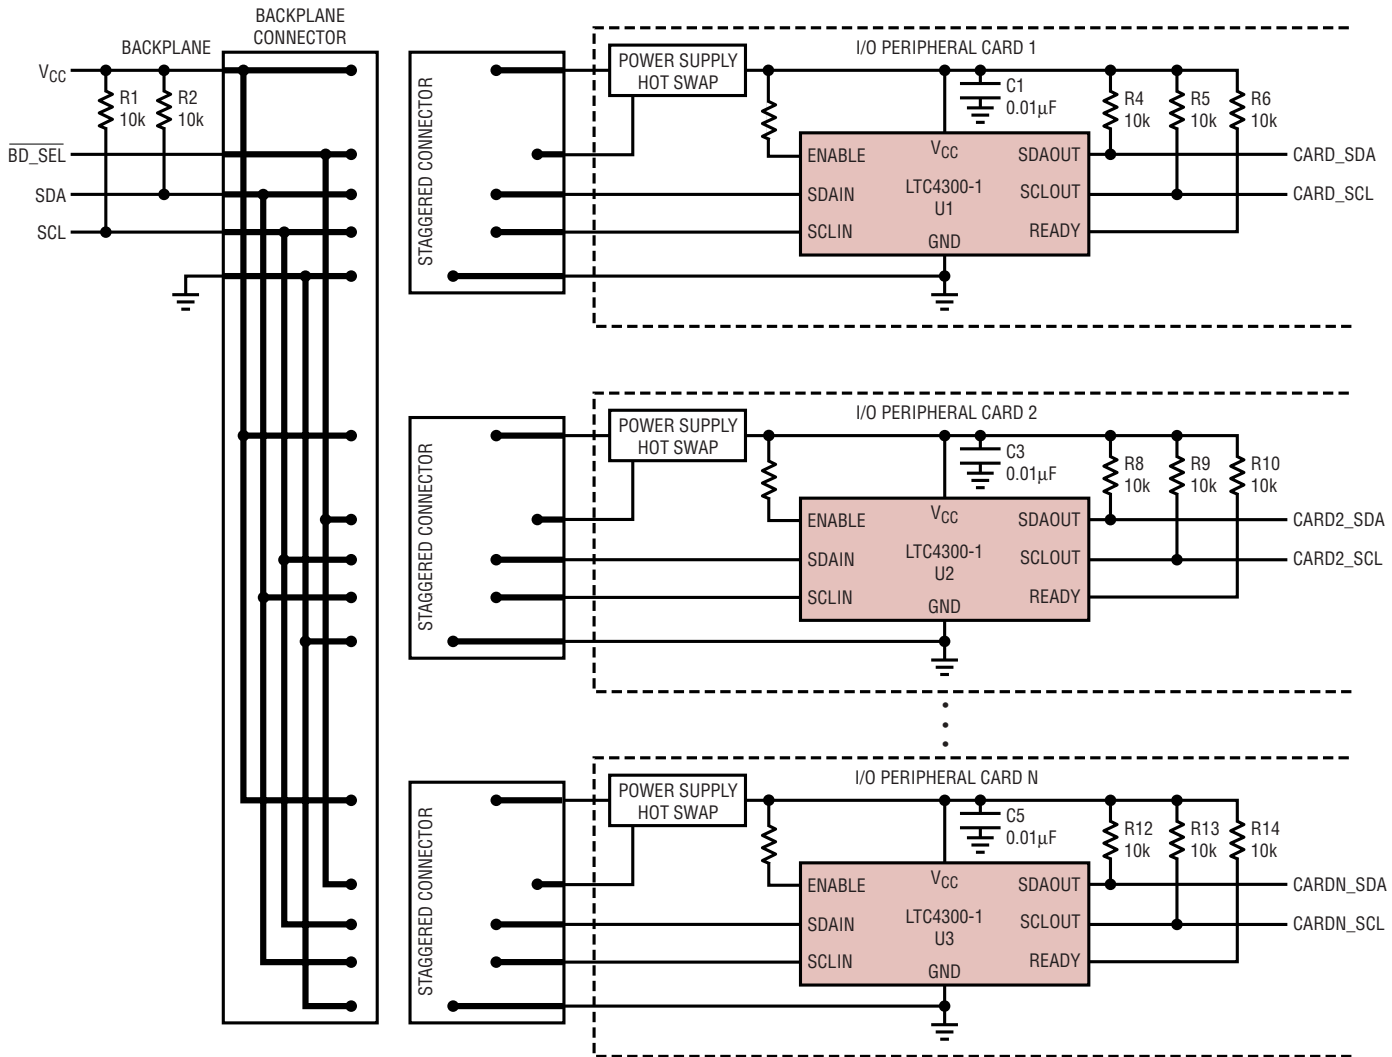 BACKPLANE
CONNECTOR
BACKPLANE
VCC
R1
10k
R2
10k
BD_SEL
SDA
SCL
STAGGERED CONNECTOR
POWER SUPPLY
HOT SWAP
I/O PERIPHERAL CARD 1
C1
0.01µF
R4
10k
R5
10k
R6
10k
ENABLE
VCC
SDAOUT
CARD_SDA
SDAIN
LTC4300-1
U1
SCLOUT
CARD_SCL
SCLIN
GND
READY
STAGGERED CONNECTOR
POWER SUPPLY
HOT SWAP
I/O PERIPHERAL CARD 2
C3
0.01µF
R8
10k
R9
10k
R10
10k
ENABLE
VCC
SDAOUT
CARD2_SDA
SDAIN
LTC4300-1
U2
SCLOUT
CARD2_SCL
SCLIN
GND
READY
STAGGERED CONNECTOR
POWER SUPPLY
HOT SWAP
I/O PERIPHERAL CARD N
C5
0.01µF
R12
10k
R13
10k
R14
10k
ENABLE
VCC
SDAOUT
CARDN_SDA
SDAIN
LTC4300-1
U3
SCLOUT
CARDN_SCL
SCLIN
GND
READY